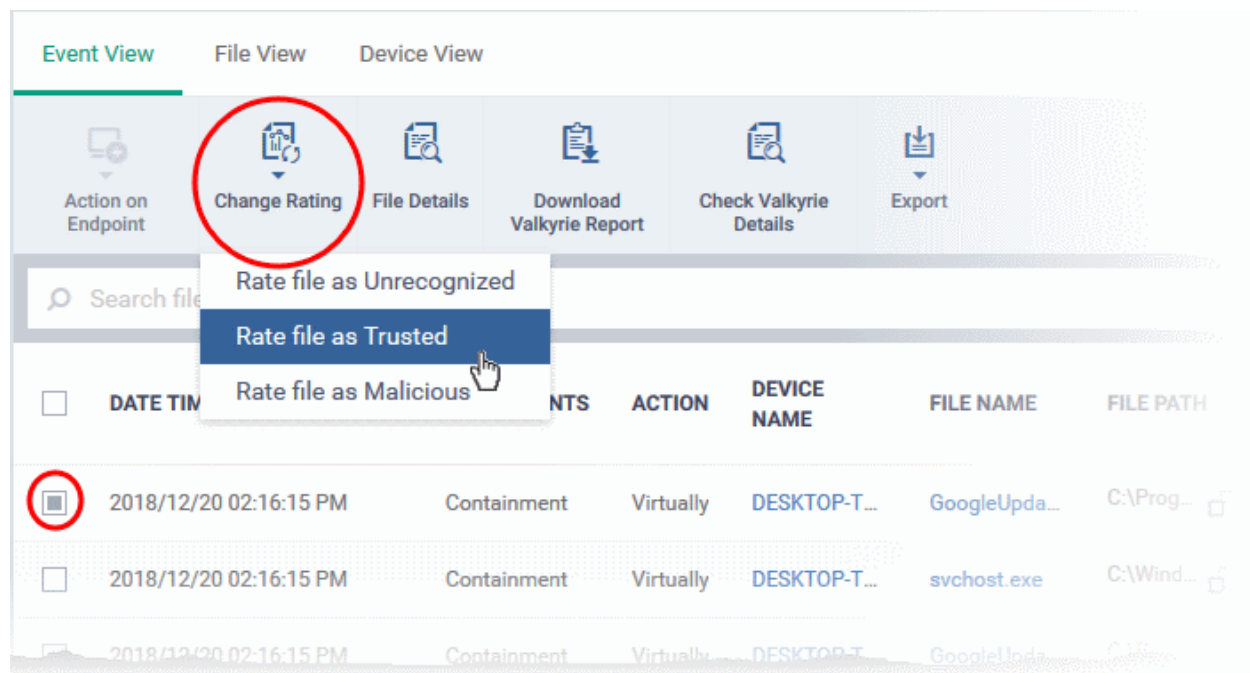 Event View File View Device View
Action on Endpoint Change Rating File Details Download Valkyrie Report Check Valkyrie Details Export
Rate file as Unrecognized
Search file
Rate file as Trusted
Rate file as Malicious
DATE TIM NTS ACTION DEVICE NAME FILE NAME FILE PATH
2018/12/20 02:16:15 PM Containment Virtually DESKTOP-T... GoogleUpda... C:\Prog...
2018/12/20 02:16:15 PM Containment Virtually DESKTOP-T... svchost.exe C:\Wind...
2018/12/20 02:16:15 PM Containment Virtually DESKTOP-T... GoogleUpda...